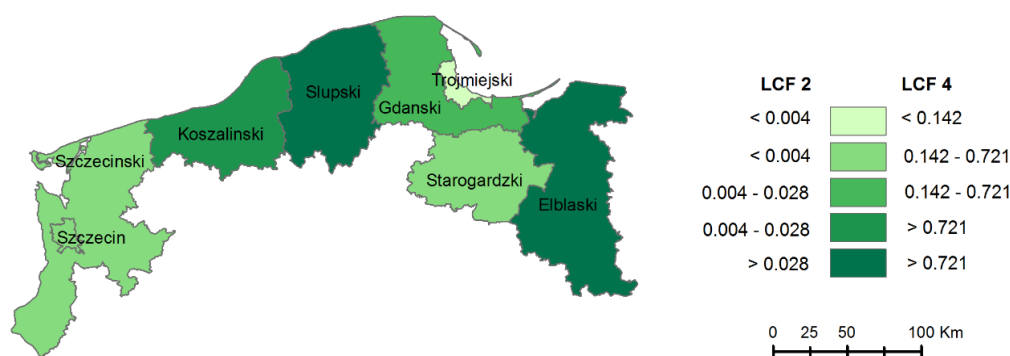 Trojmiejski
Slupski
Gdanski
Koszalinski
Szczecinski
Starogardzki
Elblaski
Szczecin
LCF 2 LCF 4
< 0.004 < 0.142
< 0.004 0.142 - 0.721
0.004 - 0.028 0.142 - 0.721
0.004 - 0.028 > 0.721
> 0.028 > 0.721
0 25 50 100 Km